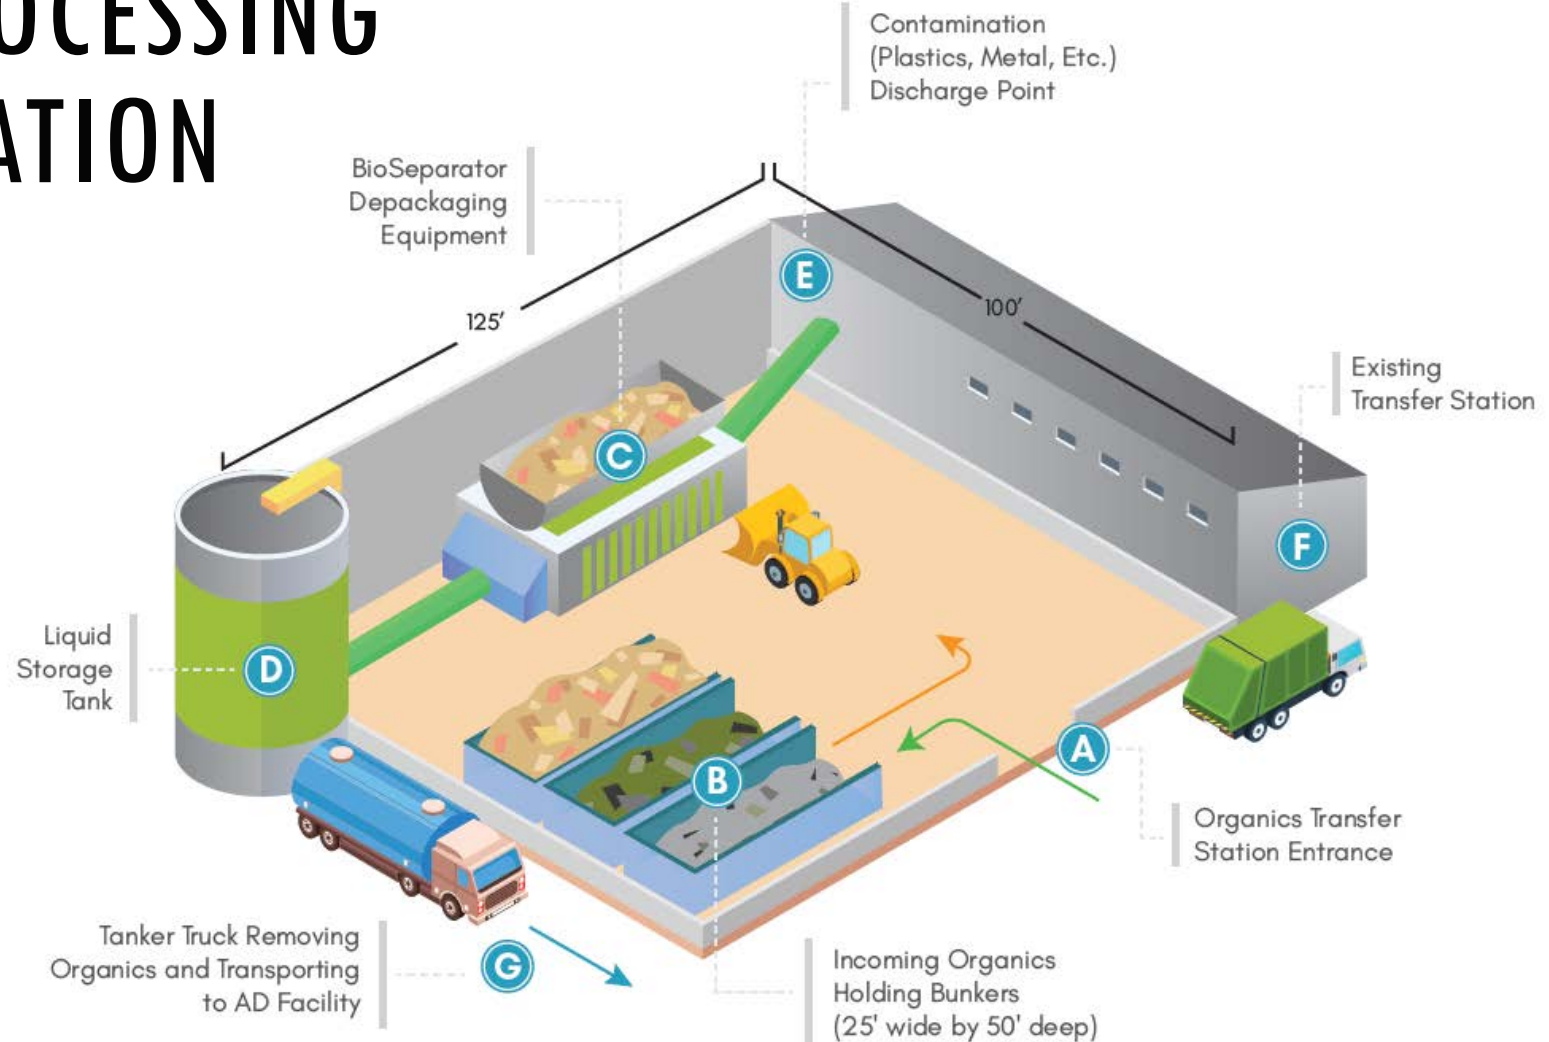 OCESSING
ATION
Contamination
(Plastics, Metal, Etc.)
Discharge Point
BioSeparator
Depackaging
Equipment
E
125'
100'
Existing
Transfer Station
C
F
Liquid
Storage
Tank
D
B
A
Organics Transfer
Station Entrance
Tanker Truck Removing
Organics and Transporting
to AD Facility
G
Incoming Organics
Holding Bunkers
(25' wide by 50' deep)